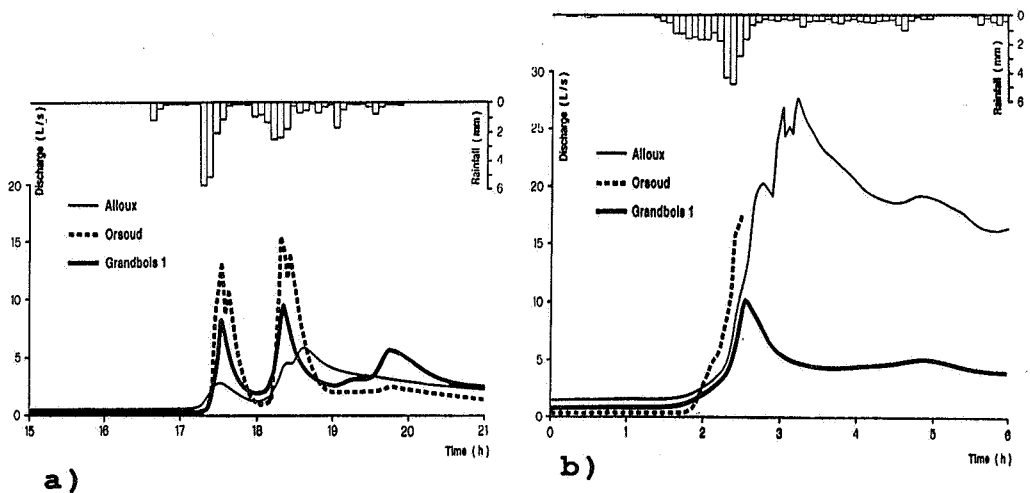 0
2
4
6
Rainfall (mm)
Discharge (L/s)
20
15
10
5
0
Alloux
Orsoud
Grandbois 1
15
16
17
18
19
20
21
Time (h)
a)
0
2
4
6
Rainfall (mm)
Discharge (L/s)
30
25
20
15
10
5
0
Alloux
Orsoud
Grandbois 1
0
1
2
3
4
5
6
Time (h)
b)